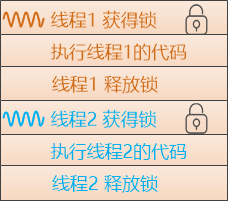 线程1 获得锁
执行线程1的代码
线程1 释放锁
线程2 获得锁
执行线程2的代码
线程2 释放锁